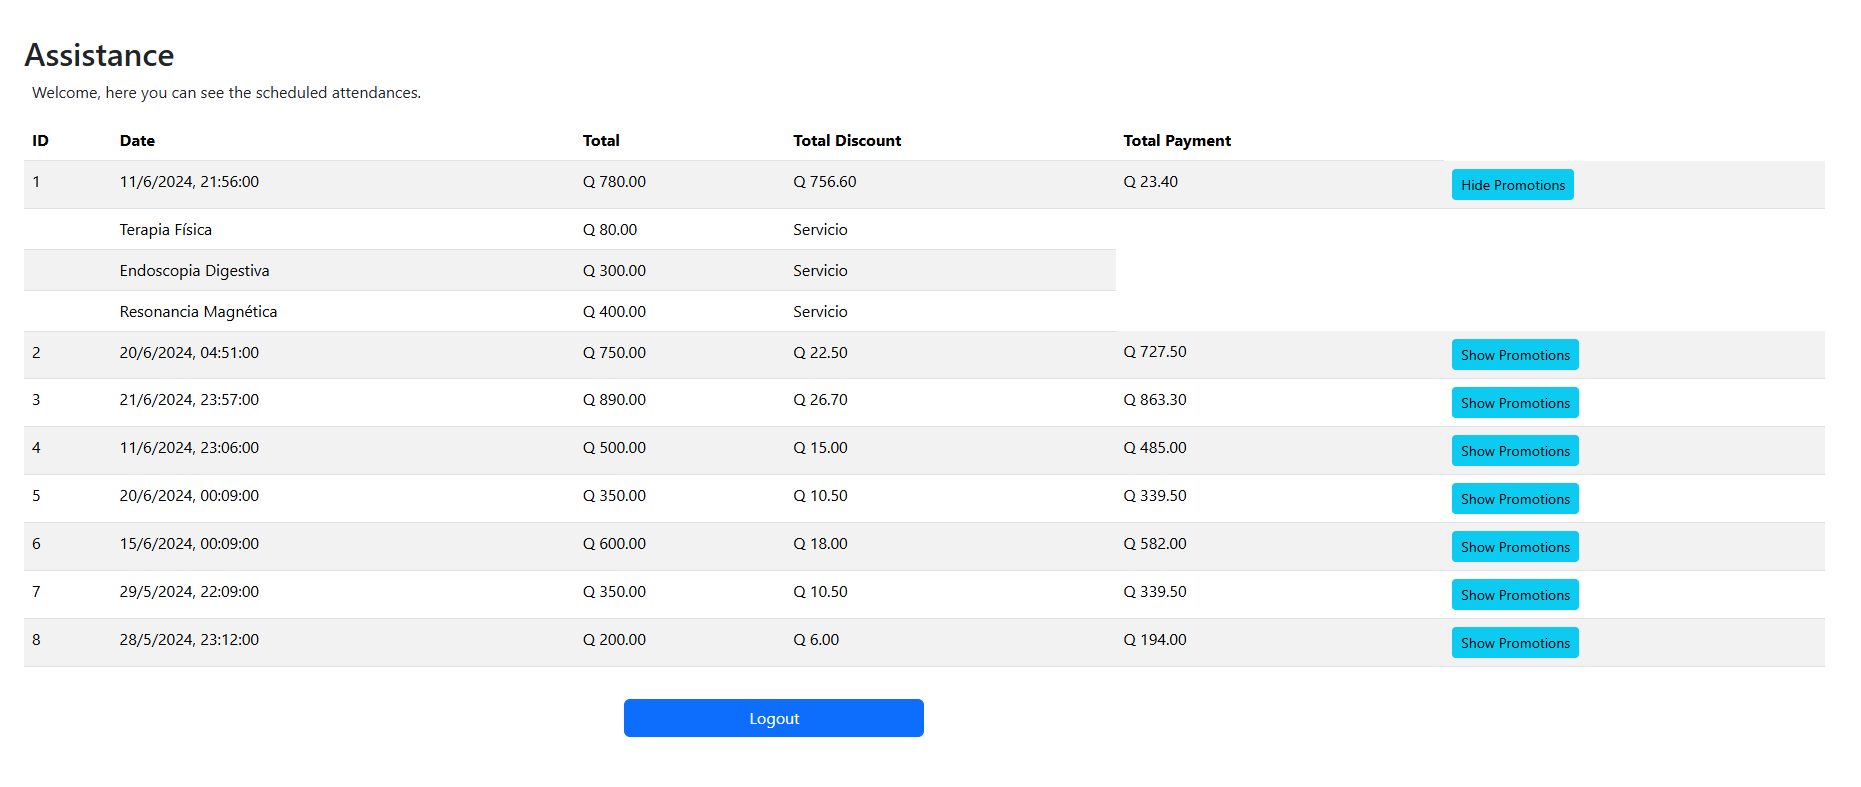 Assistance
Welcome, here you can see the scheduled attendances.
ID Date Total Total Discount Total Payment
1 11/6/2024, 21:56:00 Q 780.00 Q 756.60 Q 23.40 Hide Promotions
Terapia Física Q 80.00 Servicio
Endoscopia Digestiva Q 300.00 Servicio
Resonancia Magnética Q 400.00 Servicio
2 20/6/2024, 04:51:00 Q 750.00 Q 22.50 Q 727.50 Show Promotions
3 21/6/2024, 23:57:00 Q 890.00 Q 26.70 Q 863.30 Show Promotions
4 11/6/2024, 23:06:00 Q 500.00 Q 15.00 Q 485.00 Show Promotions
5 20/6/2024, 00:09:00 Q 350.00 Q 10.50 Q 339.50 Show Promotions
6 15/6/2024, 00:09:00 Q 600.00 Q 18.00 Q 582.00 Show Promotions
7 29/5/2024, 22:09:00 Q 350.00 Q 10.50 Q 339.50 Show Promotions
8 28/5/2024, 23:12:00 Q 200.00 Q 6.00 Q 194.00 Show Promotions
Logout